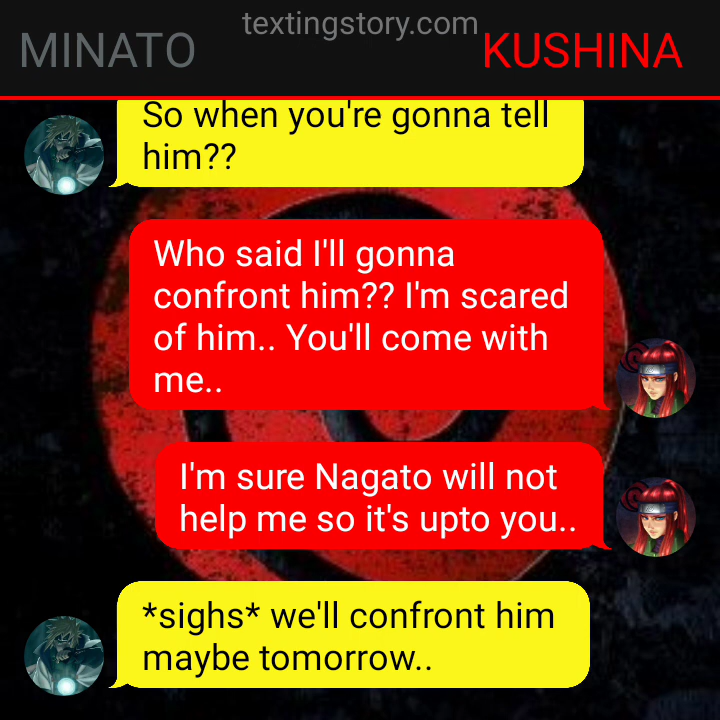 textingstory.com
MINATO
KUSHINA
So when you're gonna tell
him??
Who said I'll gonna
confront him?? I'm scared
of him.. You'll come with
me..
I'm sure Nagato will not
help me so it's upto you..
*sighs* we'll confront him
maybe tomorrow..